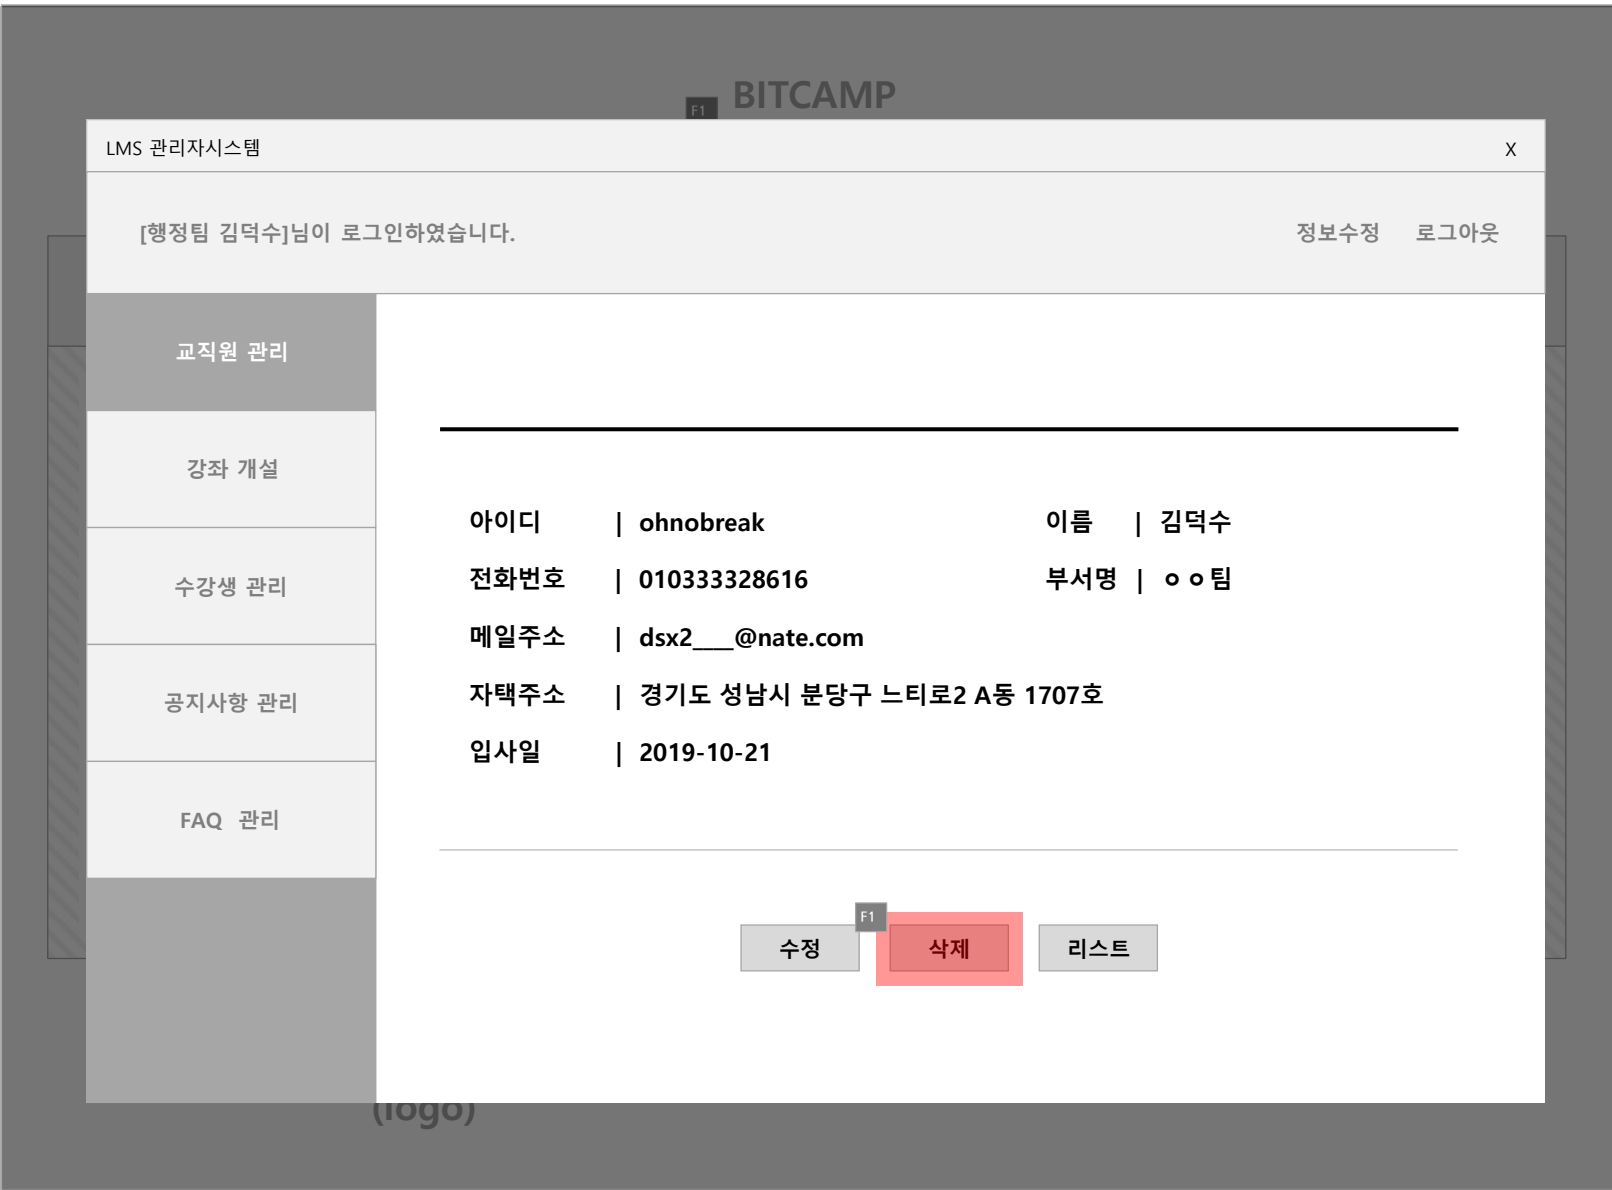 BITCAMP
F1
LMS 관리자시스템 X
[행정팀 김덕수]님이 로그인하였습니다. 정보수정 로그아웃
교직원 관리
강좌 개설
수강생 관리
공지사항 관리
FAQ 관리
아이디 | ohnobreak 이름 | 김덕수
전화번호 | 010333328616 부서명 | ㅇㅇ팀
메일주소 | dsx2____@nate.com
자택주소 | 경기도 성남시 분당구 느티로2 A동 1707호
입사일 | 2019-10-21
F1
수정 삭제 리스트
(logo)